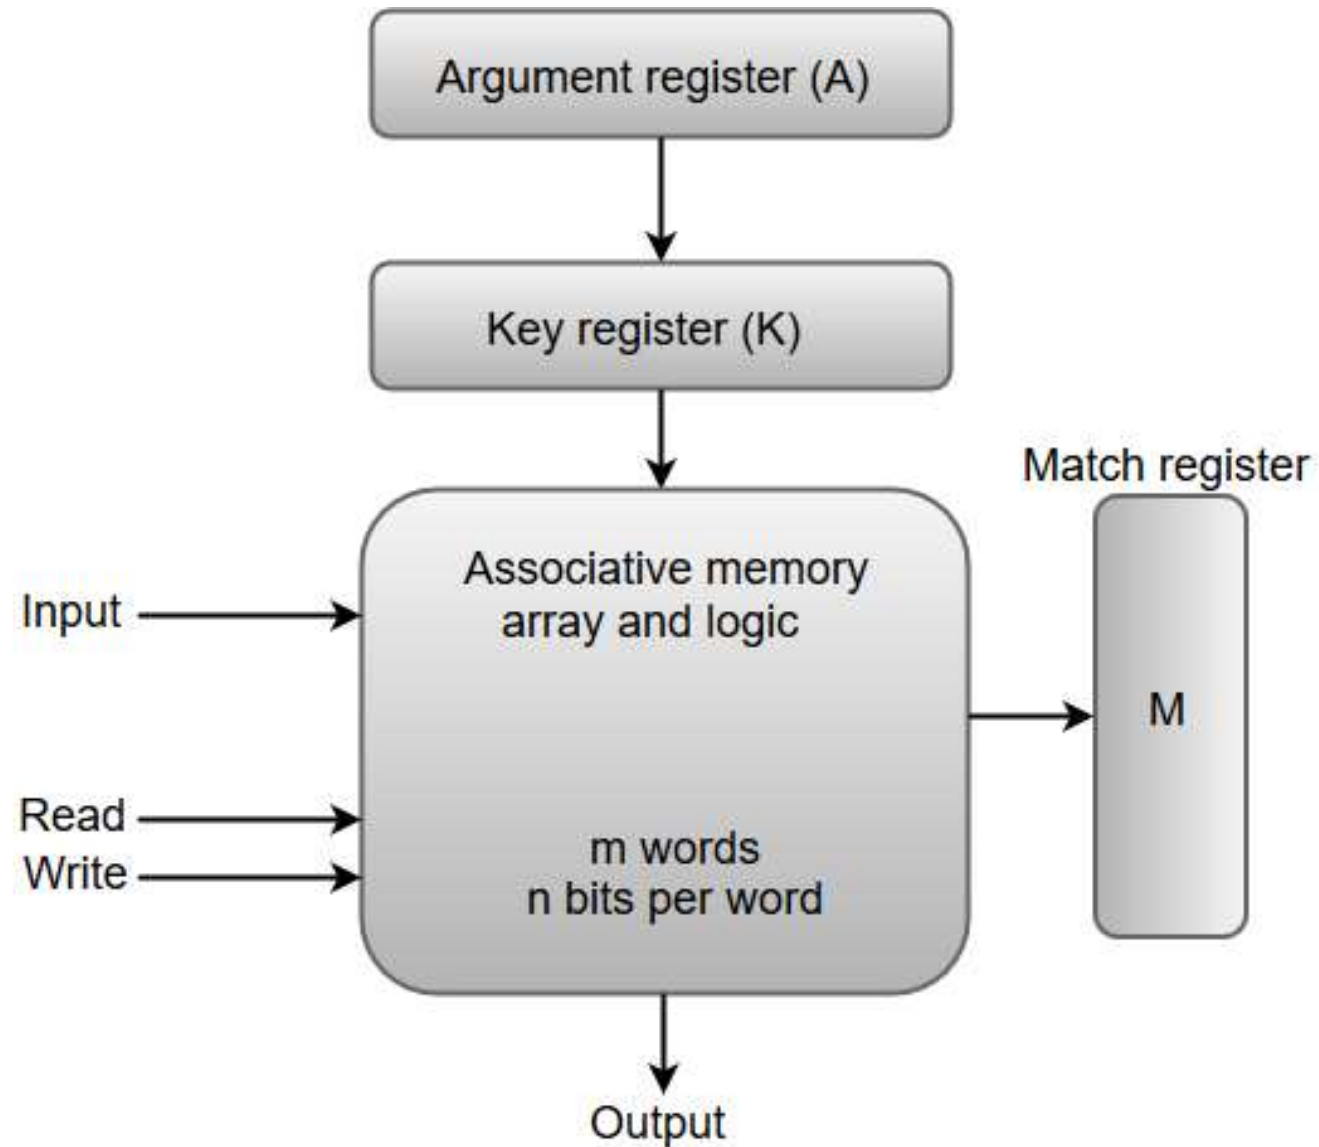 Argument register (A)
Key register (K)
Match register
Associative memory
array and logic
Input
M
Read
Write
m words
n bits per word
Output